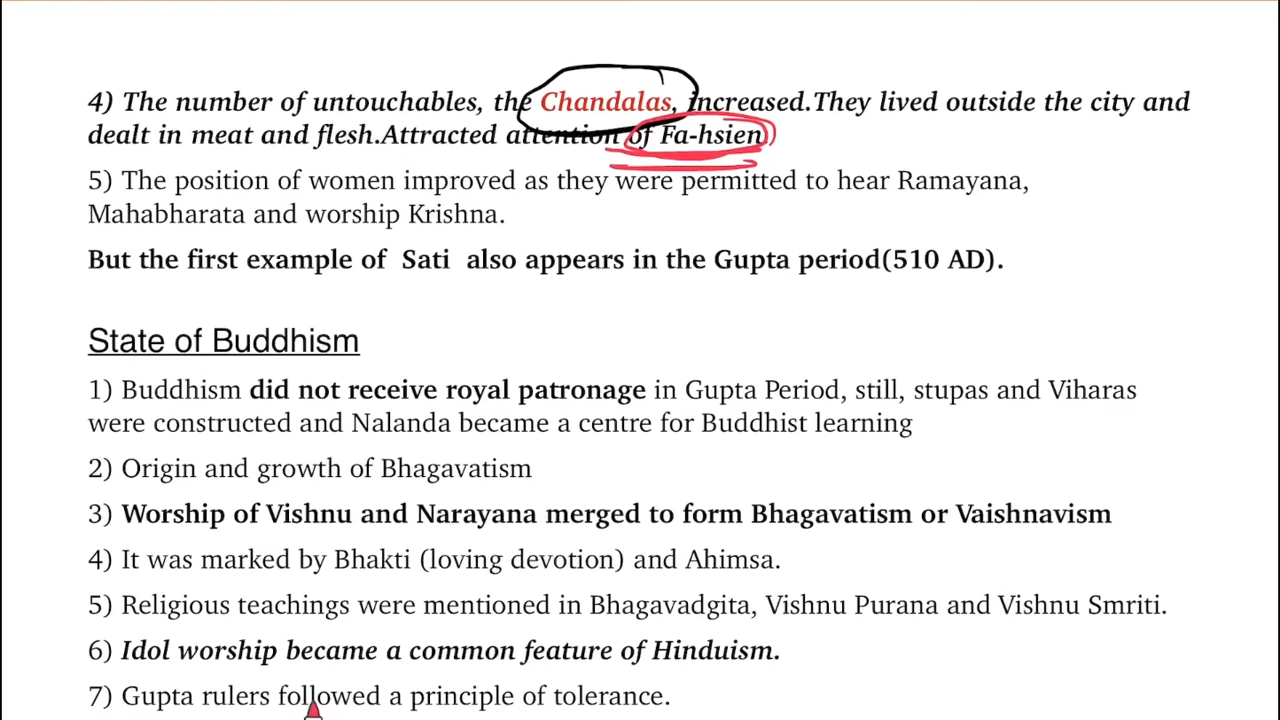 4) The number of untouchables, the Chandalas, increased.They lived outside the city and
dealt in meat and flesh.Attracted attention of Fa-hsien
5) The position of women improved as they were permitted to hear Ramayana,
Mahabharata and worship Krishna.
But the first example of Sati also appears in the Gupta period(510 AD).
State of Buddhism
1) Buddhism did not receive royal patronage in Gupta Period, still, stupas and Viharas
were constructed and Nalanda became a centre for Buddhist learning
2) Origin and growth of Bhagavatism
3) Worship of Vishnu and Narayana merged to form Bhagavatism or Vaishnavism
4) It was marked by Bhakti (loving devotion) and Ahimsa.
5) Religious teachings were mentioned in Bhagavadgita, Vishnu Purana and Vishnu Smriti.
6) Idol worship became a common feature of Hinduism.
7) Gupta rulers followed a principle of tolerance.